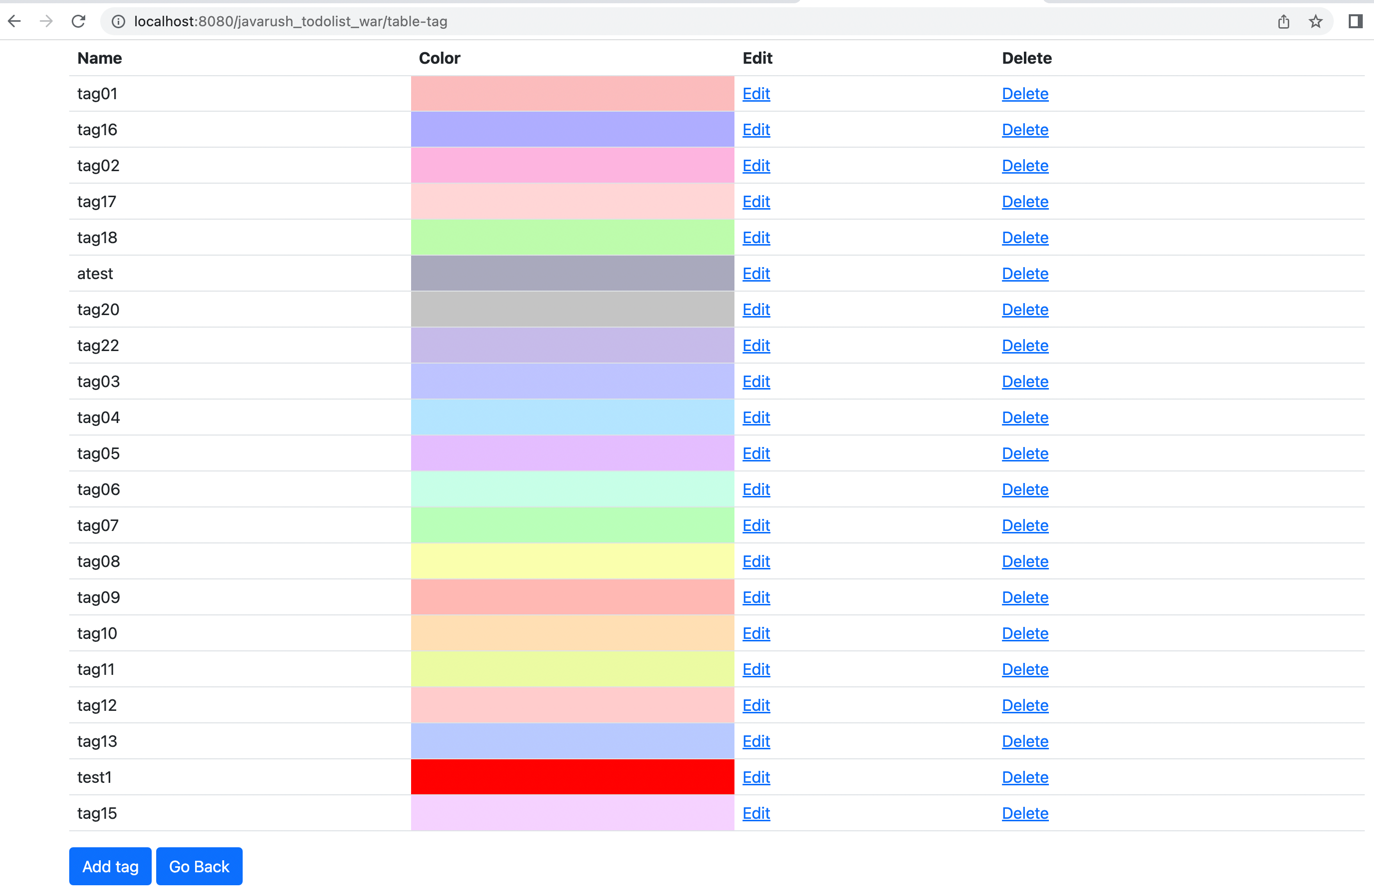 localhost:8080/javarush_todolist_war/table-tag
Name Color Edit Delete
tag01 Edit Delete
tag16 Edit Delete
tag02 Edit Delete
tag17 Edit Delete
tag18 Edit Delete
atest Edit Delete
tag20 Edit Delete
tag22 Edit Delete
tag03 Edit Delete
tag04 Edit Delete
tag05 Edit Delete
tag06 Edit Delete
tag07 Edit Delete
tag08 Edit Delete
tag09 Edit Delete
tag10 Edit Delete
tag11 Edit Delete
tag12 Edit Delete
tag13 Edit Delete
test1 Edit Delete
tag15 Edit Delete
Add tag Go Back